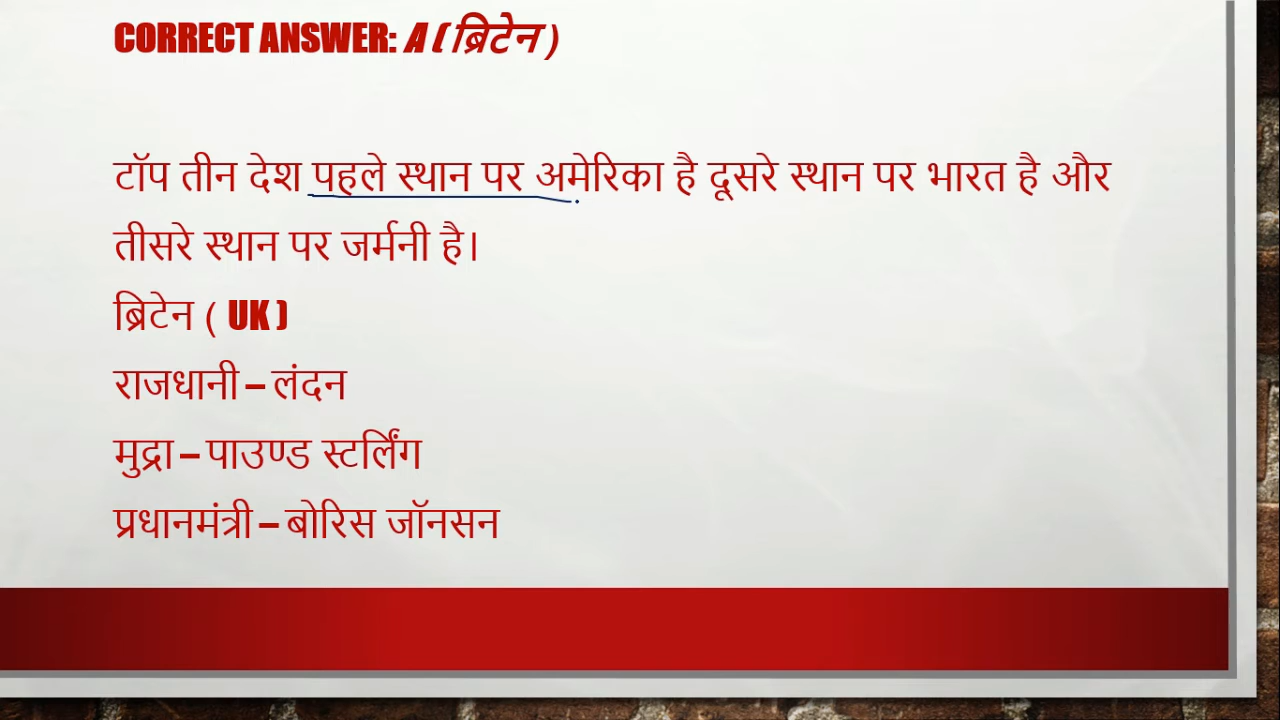 CORRECT ANSWER: A ( ब्रिटेन )
टॉप तीन देश पहले स्थान पर अमेरिका है दूसरे स्थान पर भारत है और
तीसरे स्थान पर जर्मनी है।
ब्रिटेन ( UK )
राजधानी – लंदन
मुद्रा – पाउण्ड स्टर्लिंग
प्रधानमंत्री – बोरिस जॉनसन